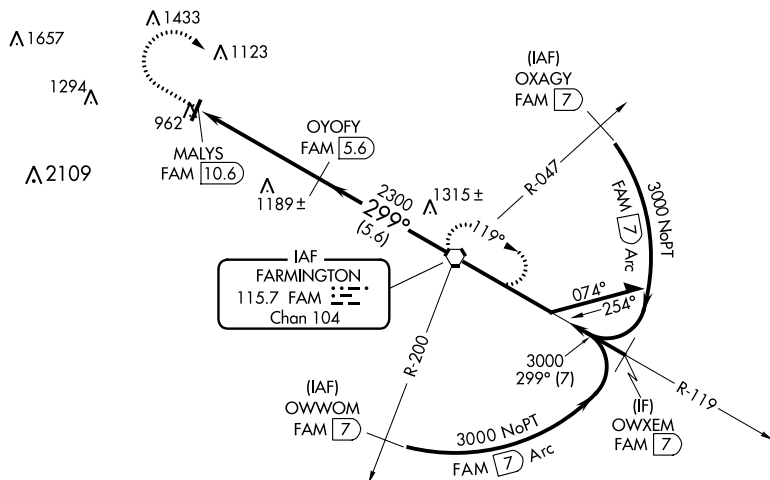 1433
1657
1123
1294
962
OYOFY
FAM 5.6
MALYS
FAM 10.6
2109
1189 ±
2300
299°
(5.6)
1315 ±
119°
(IAF)
OXAGY
FAM 7
R-047
3000 NoPT
FAM 7 Arc
IAF
FARMINGTON
115.7 FAM
Chan 104
074°
254°
3000
299° (7)
R-200
R-119
(IAF)
OWWOM
FAM 7
3000 NoPT
FAM 7 Arc
(IF)
OWXEM
FAM 7